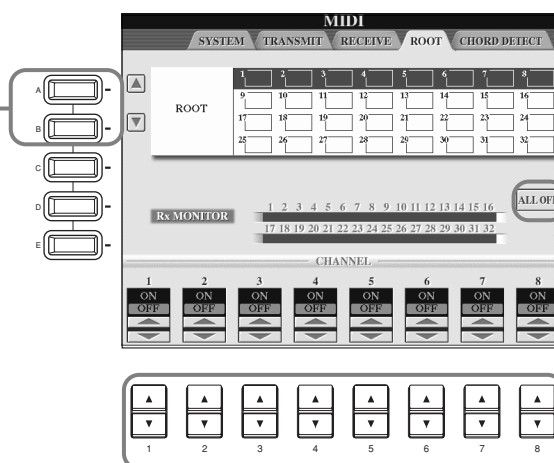 MIDI
SYSTEM TRANSMIT RECEIVE ROOT CHORD DETECT
A
B
C
D
E
ROOT
1 2 3 4 5 6 7 8
9 10 11 12 13 14 15 16
17 18 19 20 21 22 23 24
25 26 27 28 29 30 31 32
ALL OFF
Rx MONITOR
1 2 3 4 5 6 7 8 9 10 11 12 13 14 15 16
17 18 19 20 21 22 23 24 25 26 27 28 29 30 31 32
CHANNEL
1 2 3 4 5 6 7 8
ON ON ON ON ON ON ON ON
OFF OFF OFF OFF OFF OFF OFF OFF
1 2 3 4 5 6 7 8